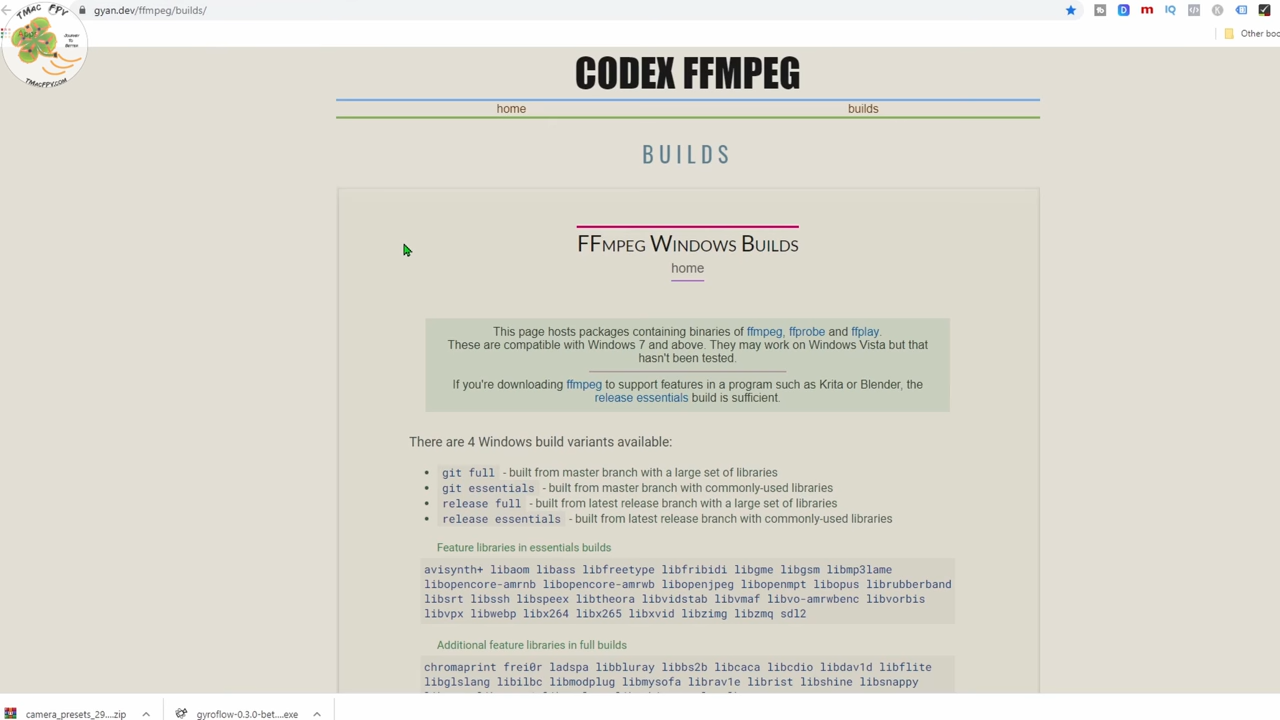 gyan.dev/ffmpeg/builds/
TMAC FPV
JOURNEY
TO
BETTER
TMACFPV.COM
Other boo
CODEX FFMPEG
home
builds
BUILDS
FFMPEG WINDOWS BUILDS
home
This page hosts packages containing binaries of ffmpeg, ffprobe and ffplay.
These are compatible with Windows 7 and above. They may work on Windows Vista but that
hasn't been tested.
If you're downloading ffmpeg to support features in a program such as Krita or Blender, the
release essentials build is sufficient.
There are 4 Windows build variants available:
git full - built from master branch with a large set of libraries
git essentials - built from master branch with commonly-used libraries
release full - built from latest release branch with a large set of libraries
release essentials - built from latest release branch with commonly-used libraries
Feature libraries in essentials builds
avisynth+ libaom libass libfreetype libfribidi libgme libgsm libmp3lame
libopencore-amrnb libopencore-amrwb libopenjpeg libopenmpt libopus librubberband
libsrt libssh libspeex libtheora libvidstab libvmaf libvo-amrwbenc libvorbis
libvpx libwebp libx264 libx265 libxvid libzimg libzmq sdl2
Additional feature libraries in full builds
chromaprint frei0r ladspa libbluray libbs2b libcaca libcdio libdav1d libflite
libglslang libilbc libmodplug libmysofa librav1e librist libshine libsnappy
camera_presets_29....zip
gyroflow-0.3.0-bet....exe